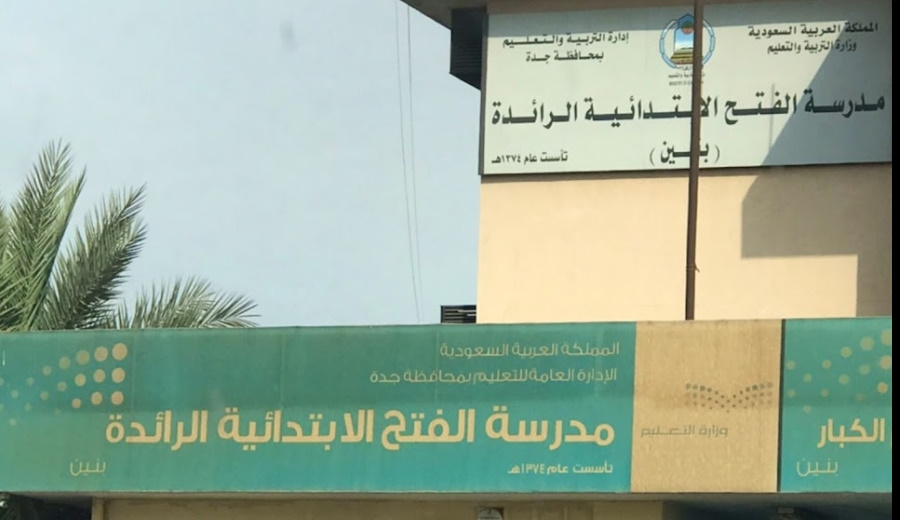 المملكة العربية السعودية
وزارة التربية والتعليم
إدارة التربية والتعليم
بمحافظة جدة
مدرسة الفتح الابتدائية الرائدة
(بنين)
تأسست عام ١٣٧٤هـ
المملكة العربية السعودية
الإدارة العامة للتعليم بمحافظة جدة
مدرسة الفتح الابتدائية الرائدة
تأسست عام ١٣٧٤هـ
بنين
وزارة التعليم
الكبار
بنين